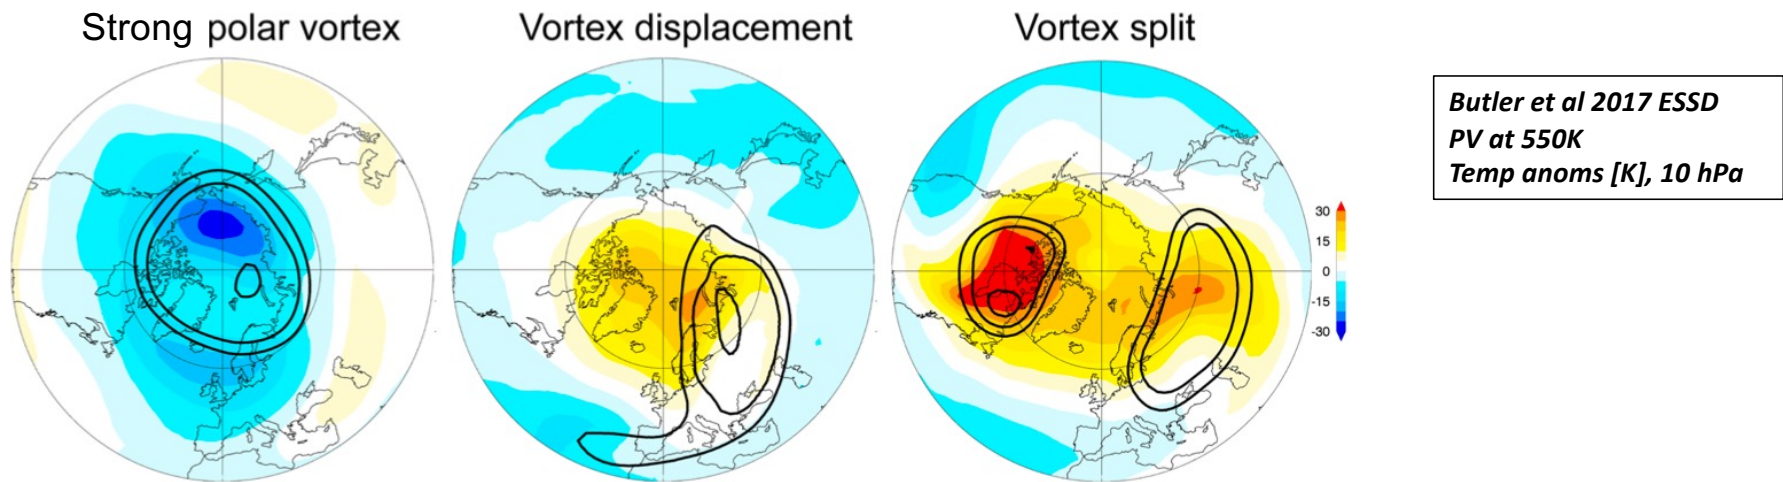 Strong polar vortex
Vortex displacement
Vortex split
Butler et al 2017 ESSD
PV at 550K
Temp anoms [K], 10 hPa
30
15
0
-15
-30